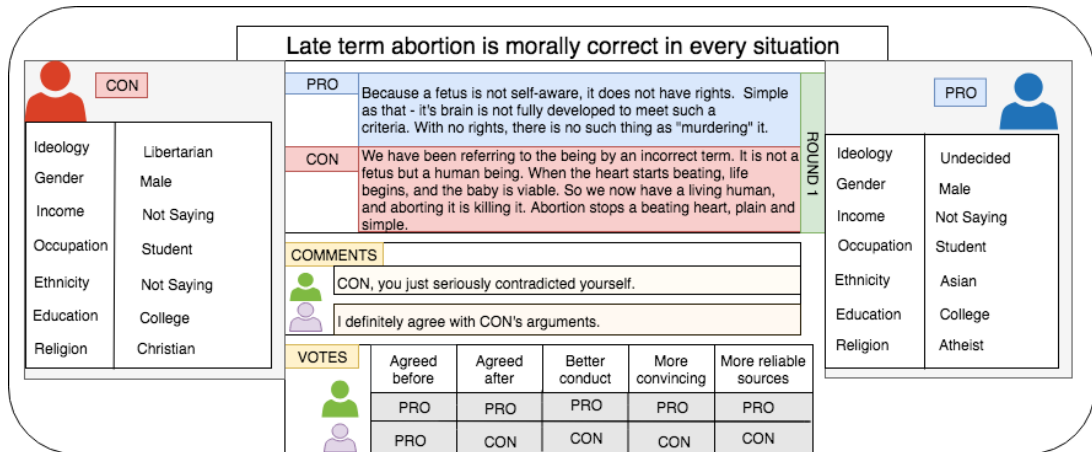 Late term abortion is morally correct in every situation
CON
Ideology Libertarian
Gender Male
Income Not Saying
Occupation Student
Ethnicity Not Saying
Education College
Religion Christian
PRO
Because a fetus is not self-aware, it does not have rights. Simple
as that - it's brain is not fully developed to meet such a
criteria. With no rights, there is no such thing as "murdering" it.
CON
We have been referring to the being by an incorrect term. It is not a
fetus but a human being. When the heart starts beating, life
begins, and the baby is viable. So we now have a living human,
and aborting it is killing it. Abortion stops a beating heart, plain and
simple.
ROUND 1
COMMENTS
CON, you just seriously contradicted yourself.
I definitely agree with CON's arguments.
VOTES
Agreed before Agreed after Better conduct More convincing More reliable sources
PRO PRO PRO PRO PRO
PRO CON CON CON CON
PRO
Ideology Undecided
Gender Male
Income Not Saying
Occupation Student
Ethnicity Asian
Education College
Religion Atheist